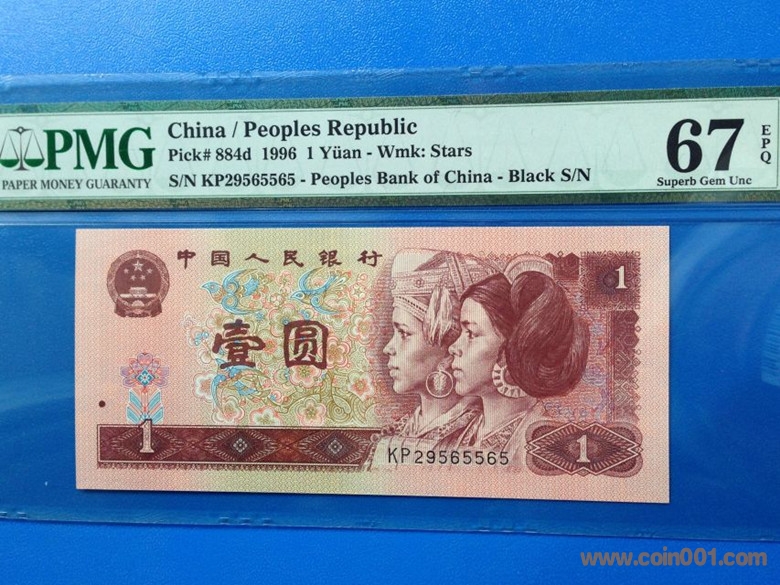 PMG
PAPER MONEY GUARANTY
China / Peoples Republic
Pick# 884d 1996 1 Yüan - Wmk: Stars
S/N KP29565565 - Peoples Bank of China - Black S/N
67
EPQ
Superb Gem Unc
中国人民银行
1
壹圆
1
KP29565565
1
www.coin001.com